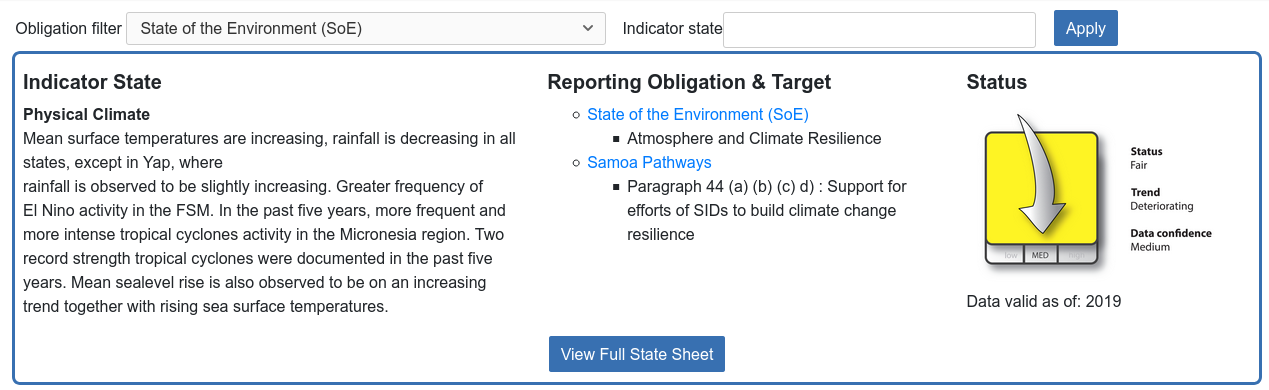 Obligation filter State of the Environment (SoE) Indicator state Apply
Indicator State
Physical Climate
Mean surface temperatures are increasing, rainfall is decreasing in all
states, except in Yap, where
rainfall is observed to be slightly increasing. Greater frequency of
El Nino activity in the FSM. In the past five years, more frequent and
more intense tropical cyclones activity in the Micronesia region. Two
record strength tropical cyclones were documented in the past five
years. Mean sealevel rise is also observed to be on an increasing
trend together with rising sea surface temperatures.
Reporting Obligation & Target
State of the Environment (SoE)
Atmosphere and Climate Resilience
Samoa Pathways
Paragraph 44 (a) (b) (c) d) : Support for
efforts of SIDs to build climate change
resilience
Status
low MED
Status
Fair
Trend
Deteriorating
Data confidence
Medium
Data valid as of: 2019
View Full State Sheet